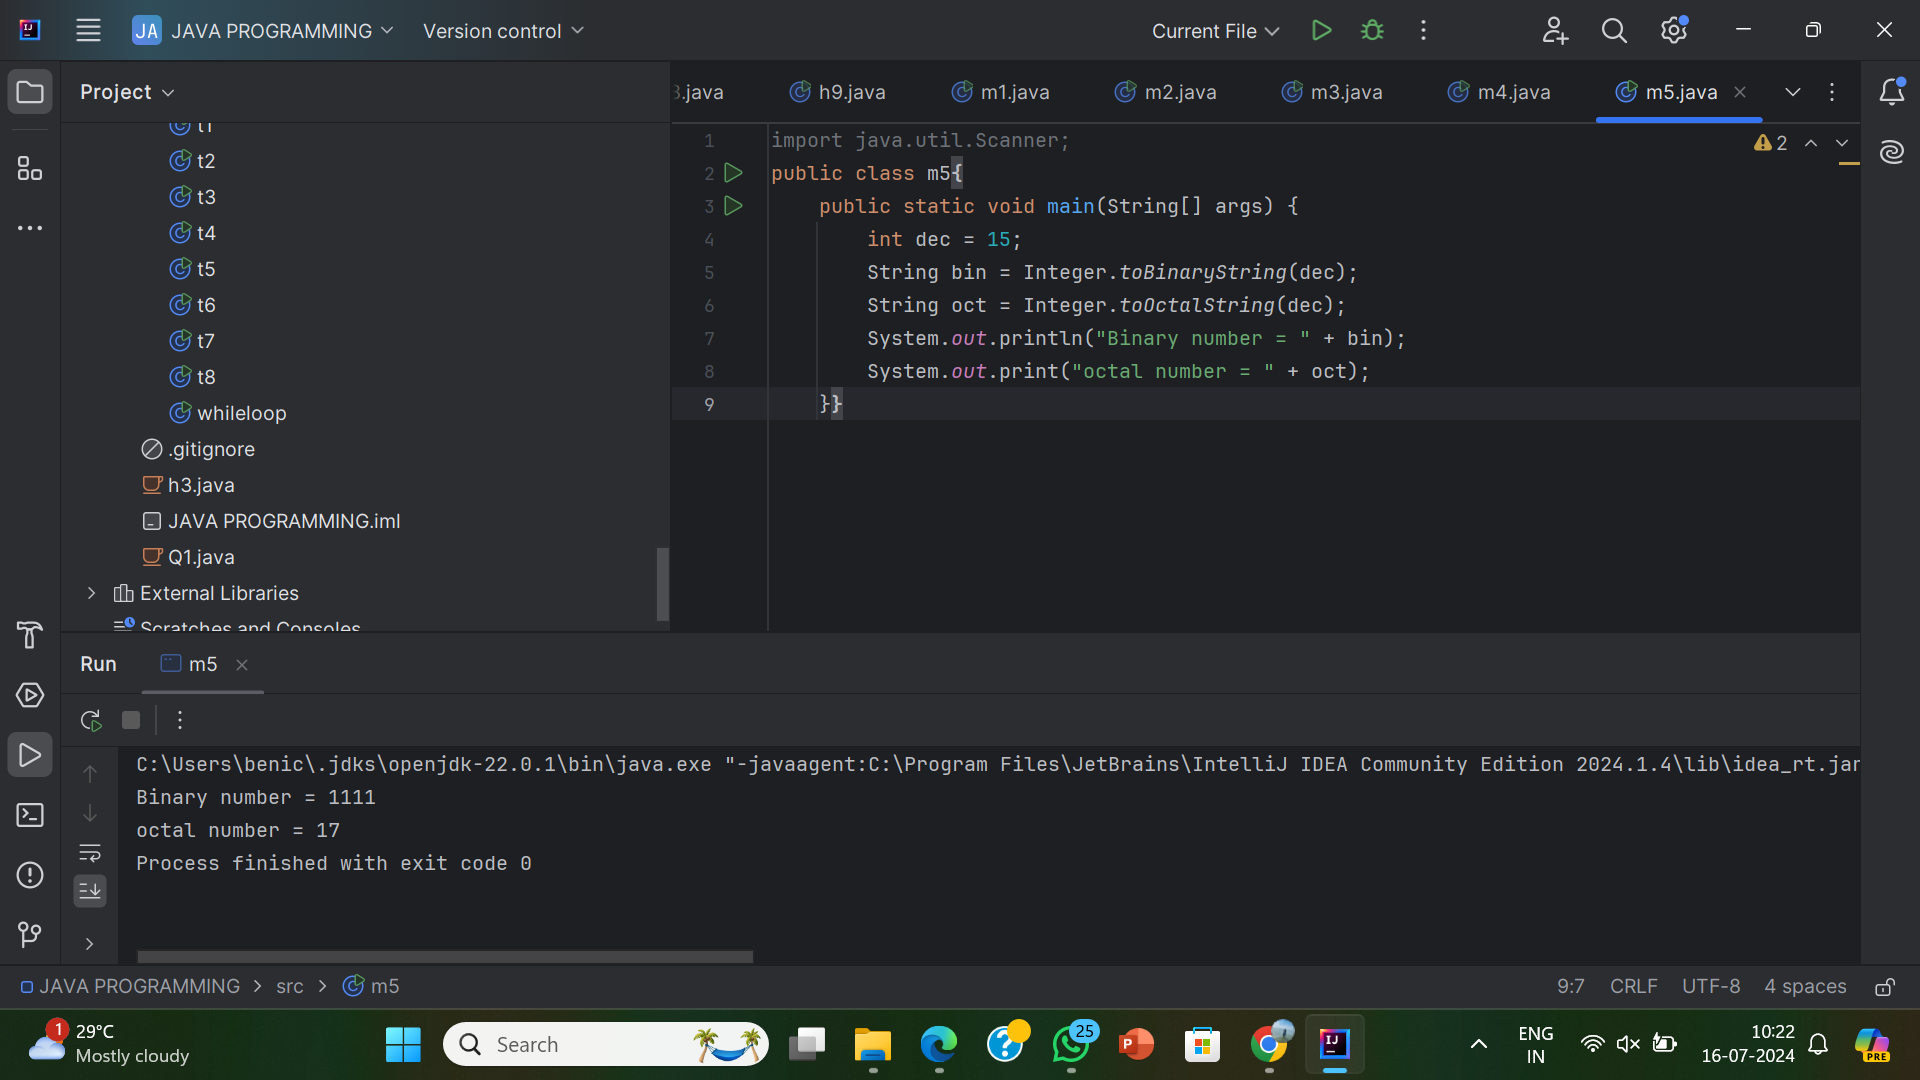 JA JAVA PROGRAMMING Version control Current File
Project
.java h9.java m1.java m2.java m3.java m4.java m5.java
t1
t2
t3
t4
t5
t6
t7
t8
whileloop
.gitignore
h3.java
JAVA PROGRAMMING.iml
Q1.java
External Libraries
Scratches and Consoles
1 import java.util.Scanner;
2 public class m5{
3 public static void main(String[] args) {
4 int dec = 15;
5 String bin = Integer.toBinaryString(dec);
6 String oct = Integer.toOctalString(dec);
7 System.out.println("Binary number = " + bin);
8 System.out.print("octal number = " + oct);
9 }}
2
Run m5
C:\Users\benic\.jdks\openjdk-22.0.1\bin\java.exe "-javaagent:C:\Program Files\JetBrains\IntelliJ IDEA Community Edition 2024.1.4\lib\idea_rt.jar
Binary number = 1111
octal number = 17
Process finished with exit code 0
JAVA PROGRAMMING > src > m5
9:7 CRLF UTF-8 4 spaces
1
29°C
Mostly cloudy
Search
25
P
IJ
ENG
IN
10:22
16-07-2024
PRE